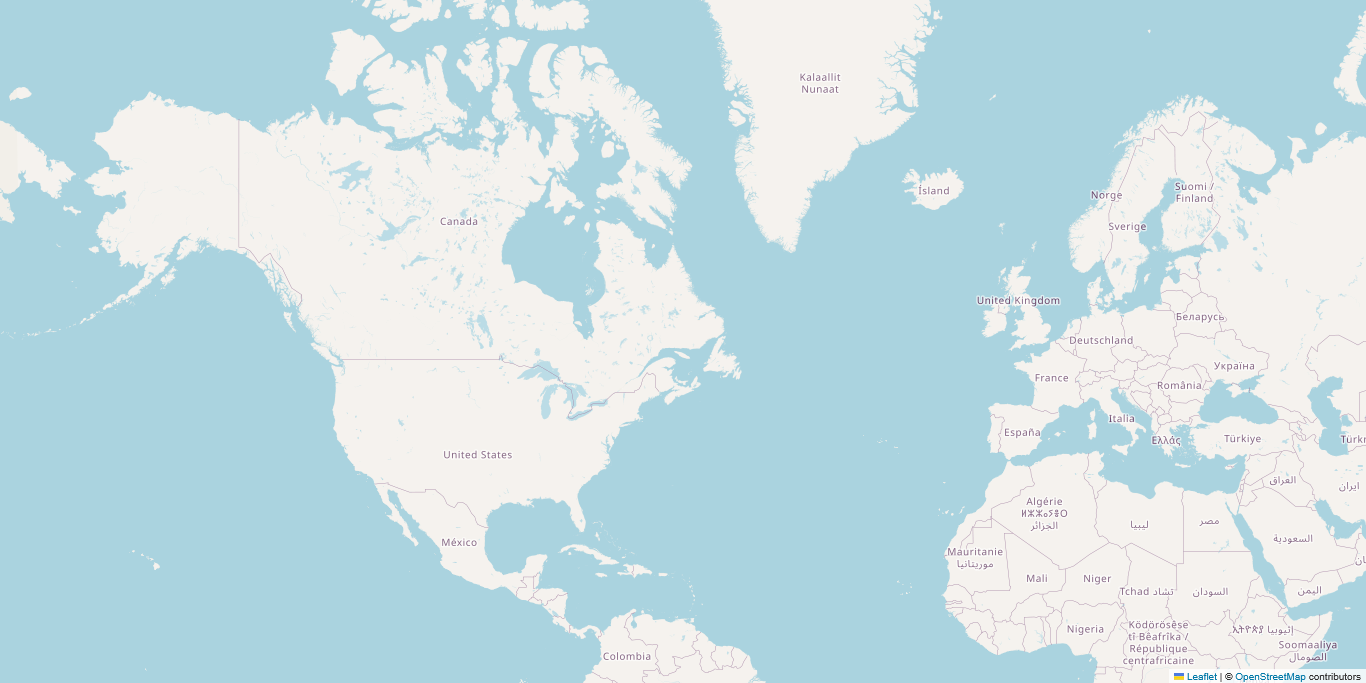 Kalaallit
Nunaat
Ísland
Norge
Suomi /
Finland
Sverige
Canada
United Kingdom
Беларусь
Deutschland
Україна
France
România
Italia
España
Ελλάς
Türkiye
United States
العراق
ایران
Algérie
ⵍⵣⵣⴰⵢⴻⵔ
الجزائر
ليبيا
مصر
السعودية
México
Mauritanie
موريتانيا
Mali
Niger
Tchad تشاد
السودان
اليمن
Nigeria
Ködörösêse
tî Bêafrîka /
République
centrafricaine
ኢትዮጵያ إثيوبيا
Soomaaliya
الصومال
Colombia
Leaflet | © OpenStreetMap contributors